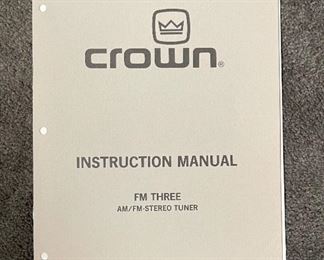 crown®
INSTRUCTION MANUAL
FM THREE
AM/FM-STEREO TUNER